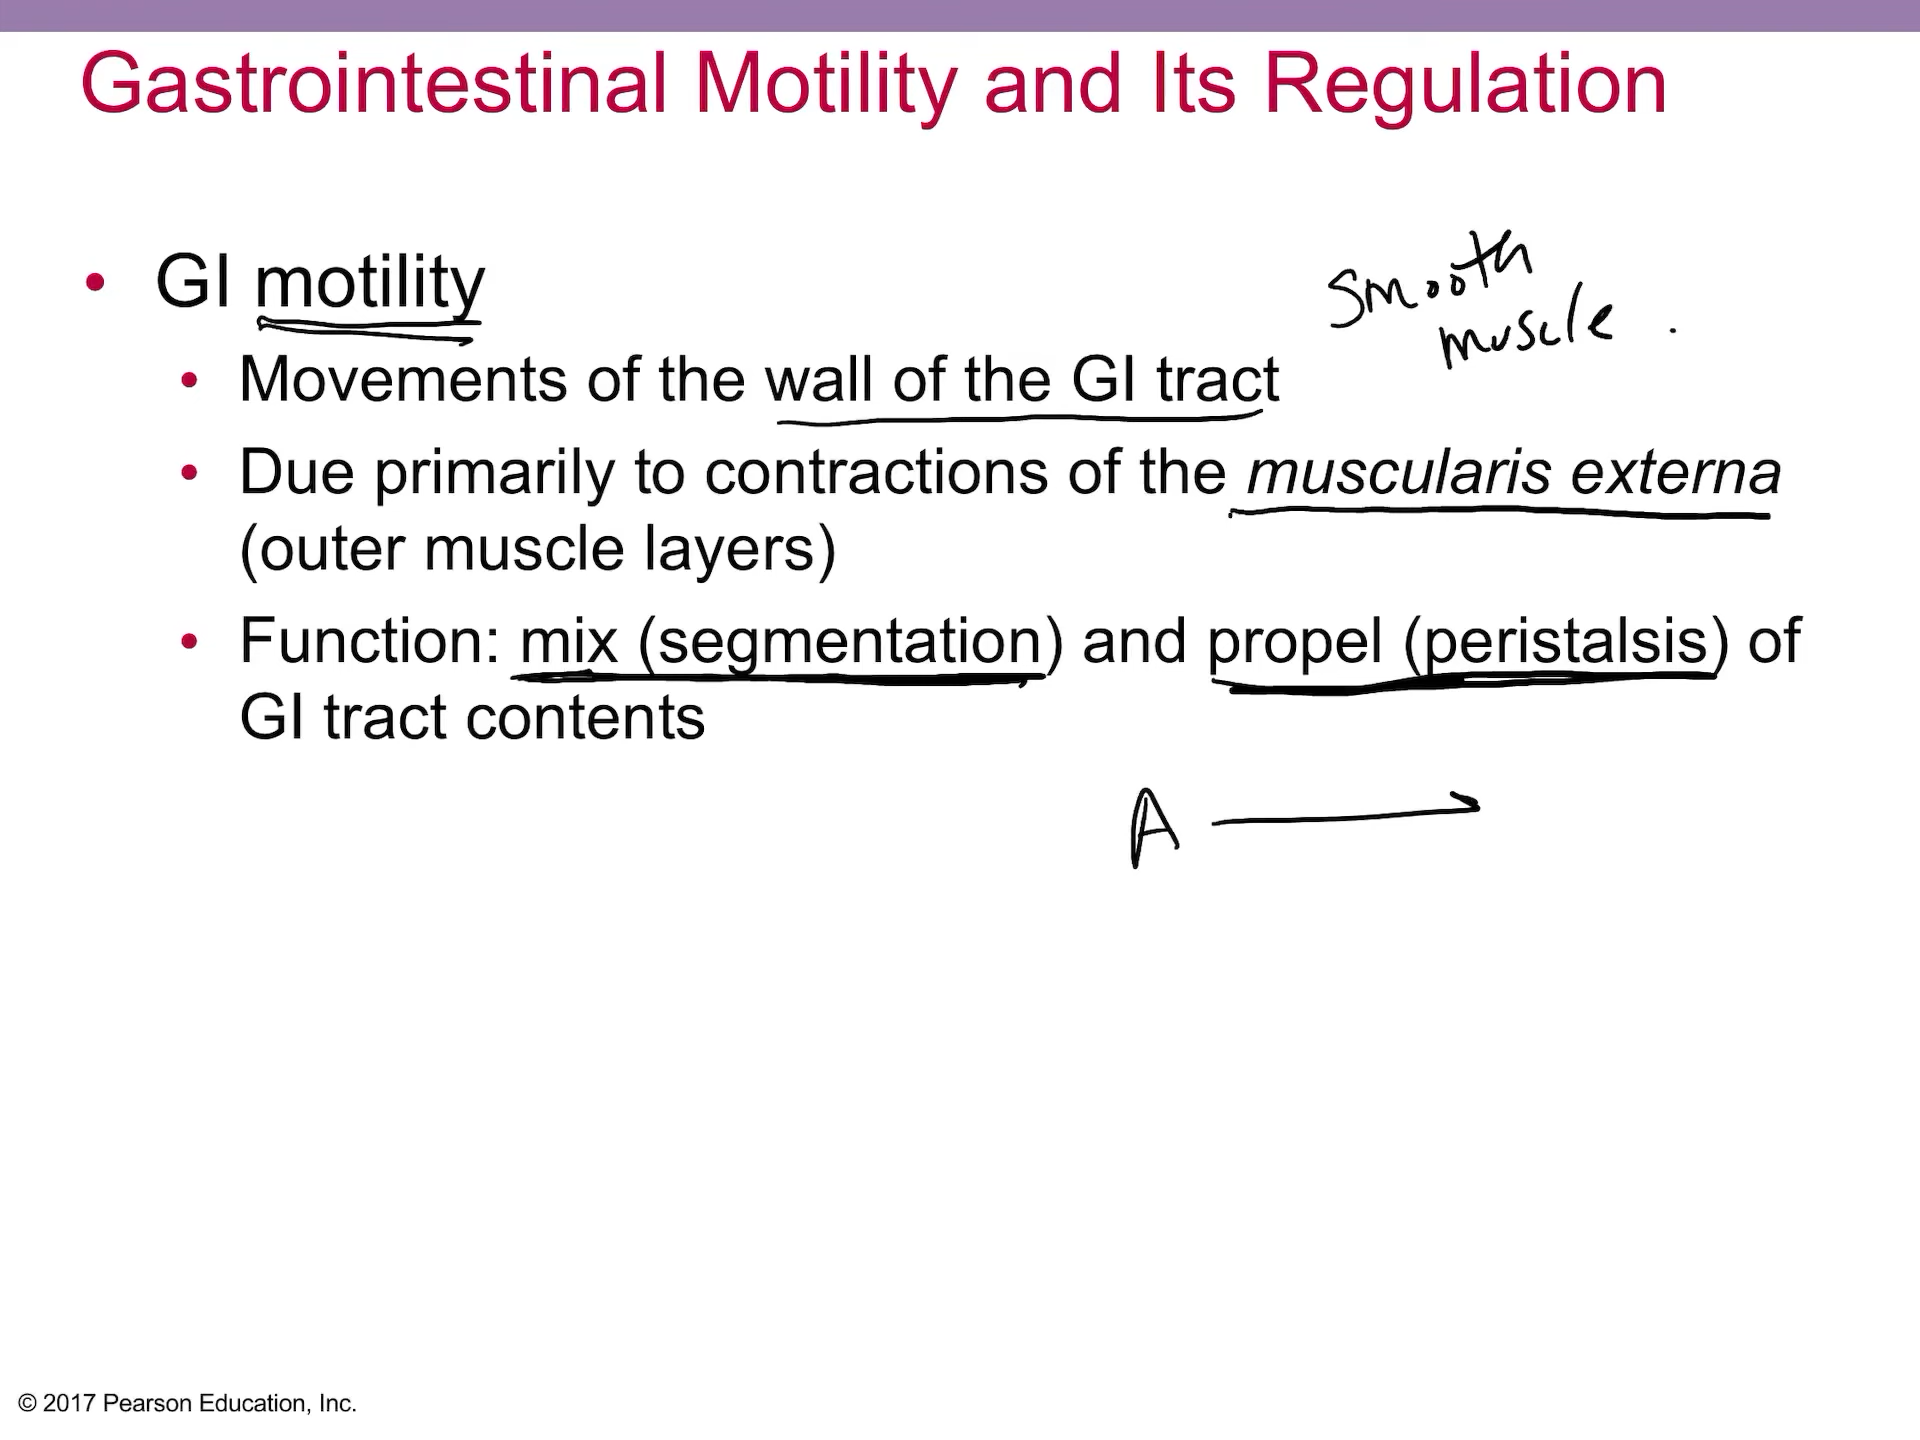 Gastrointestinal Motility and Its Regulation
• GI motility
smooth
muscle.
• Movements of the wall of the GI tract
• Due primarily to contractions of the muscularis externa
(outer muscle layers)
• Function: mix (segmentation) and propel (peristalsis) of
GI tract contents
A
© 2017 Pearson Education, Inc.